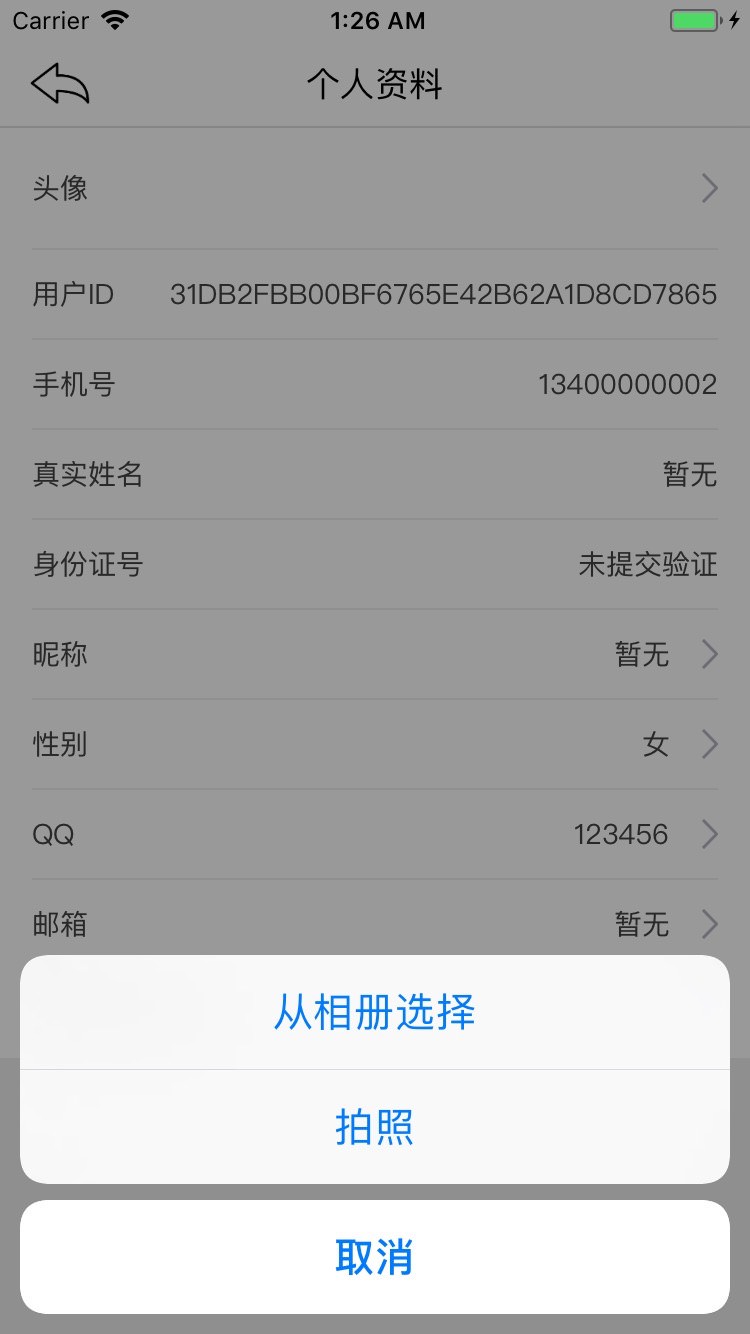 Carrier 1:26 AM
个人资料
头像
用户ID 31DB2FBB00BF6765E42B62A1D8CD7865
手机号 13400000002
真实姓名 暂无
身份证号 未提交验证
昵称 暂无
性别 女
QQ 123456
邮箱 暂无
从相册选择
拍照
取消